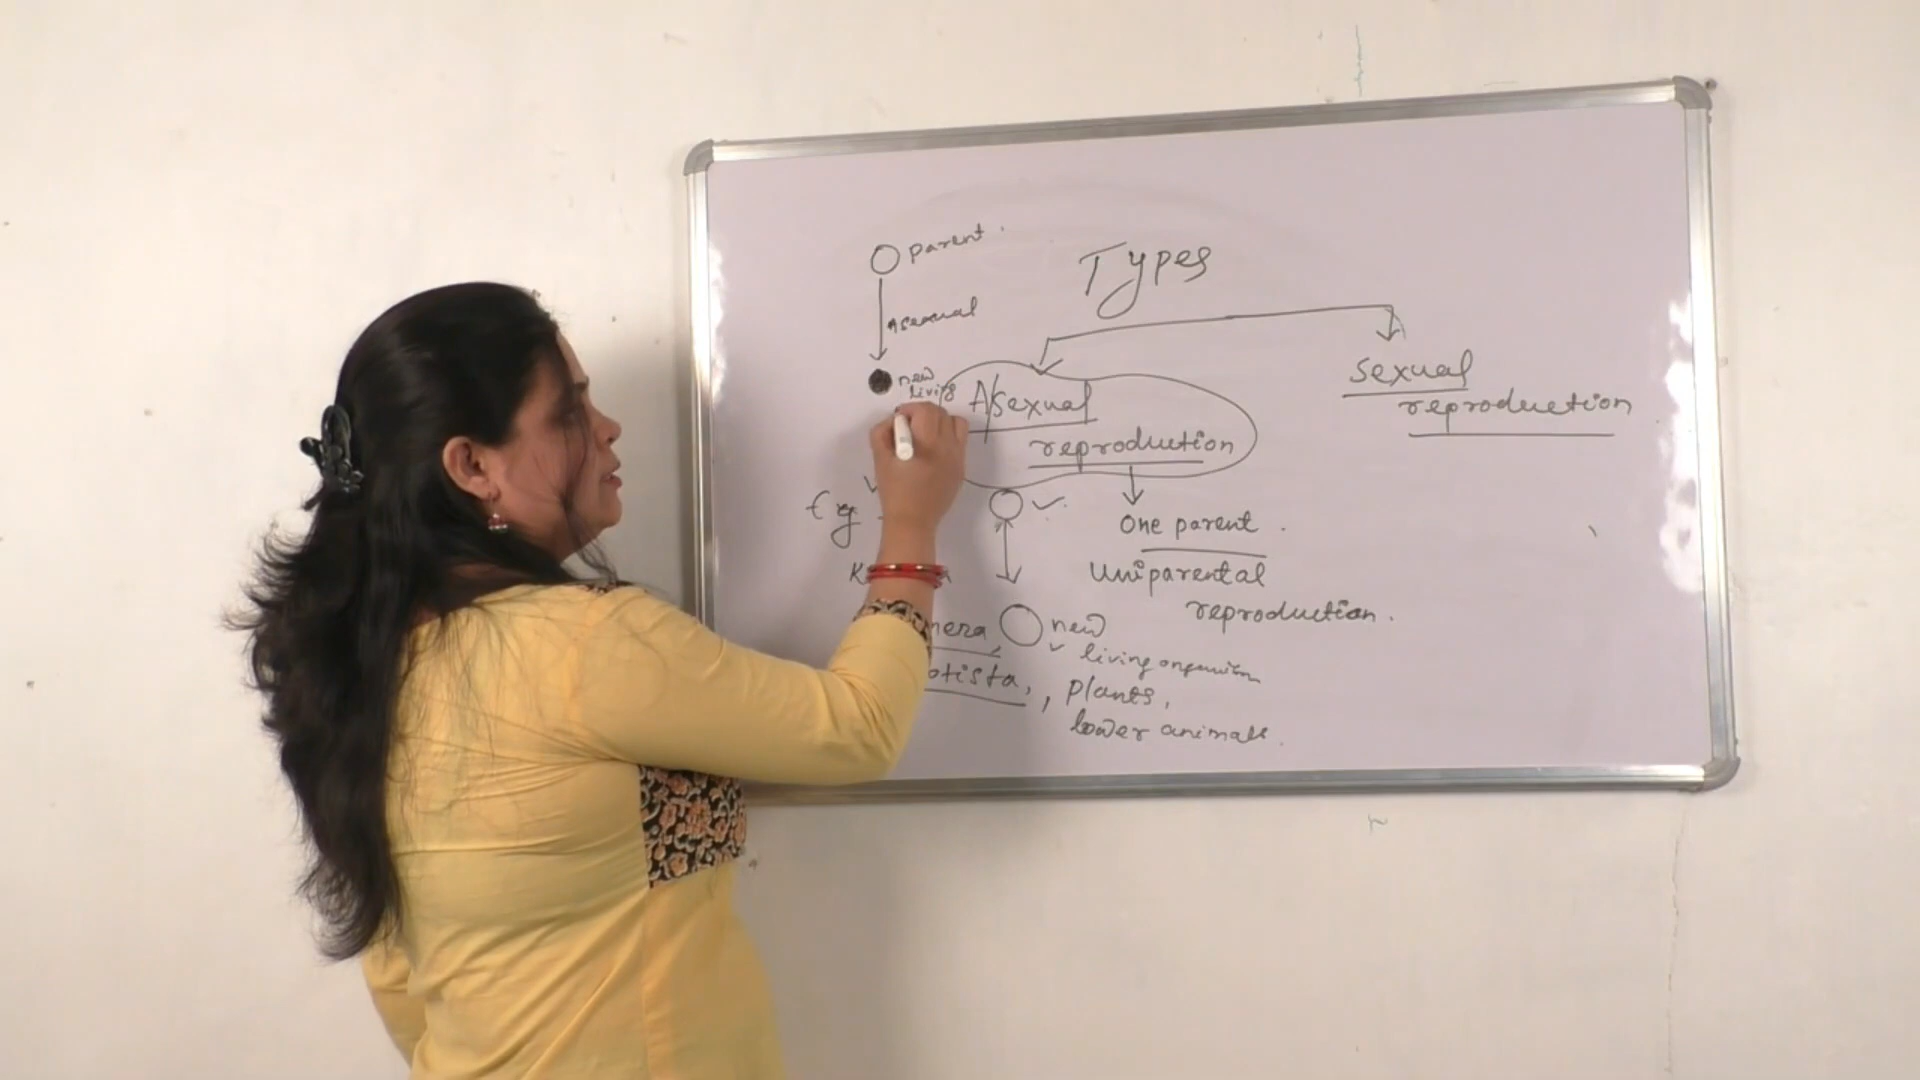 parent.
Asexual
new
living
Types
Asexual
reproduction
Sexual
reproduction
Eg
One parent.
Uniparental
reproduction.
new
living organism
plants,
lower animals.